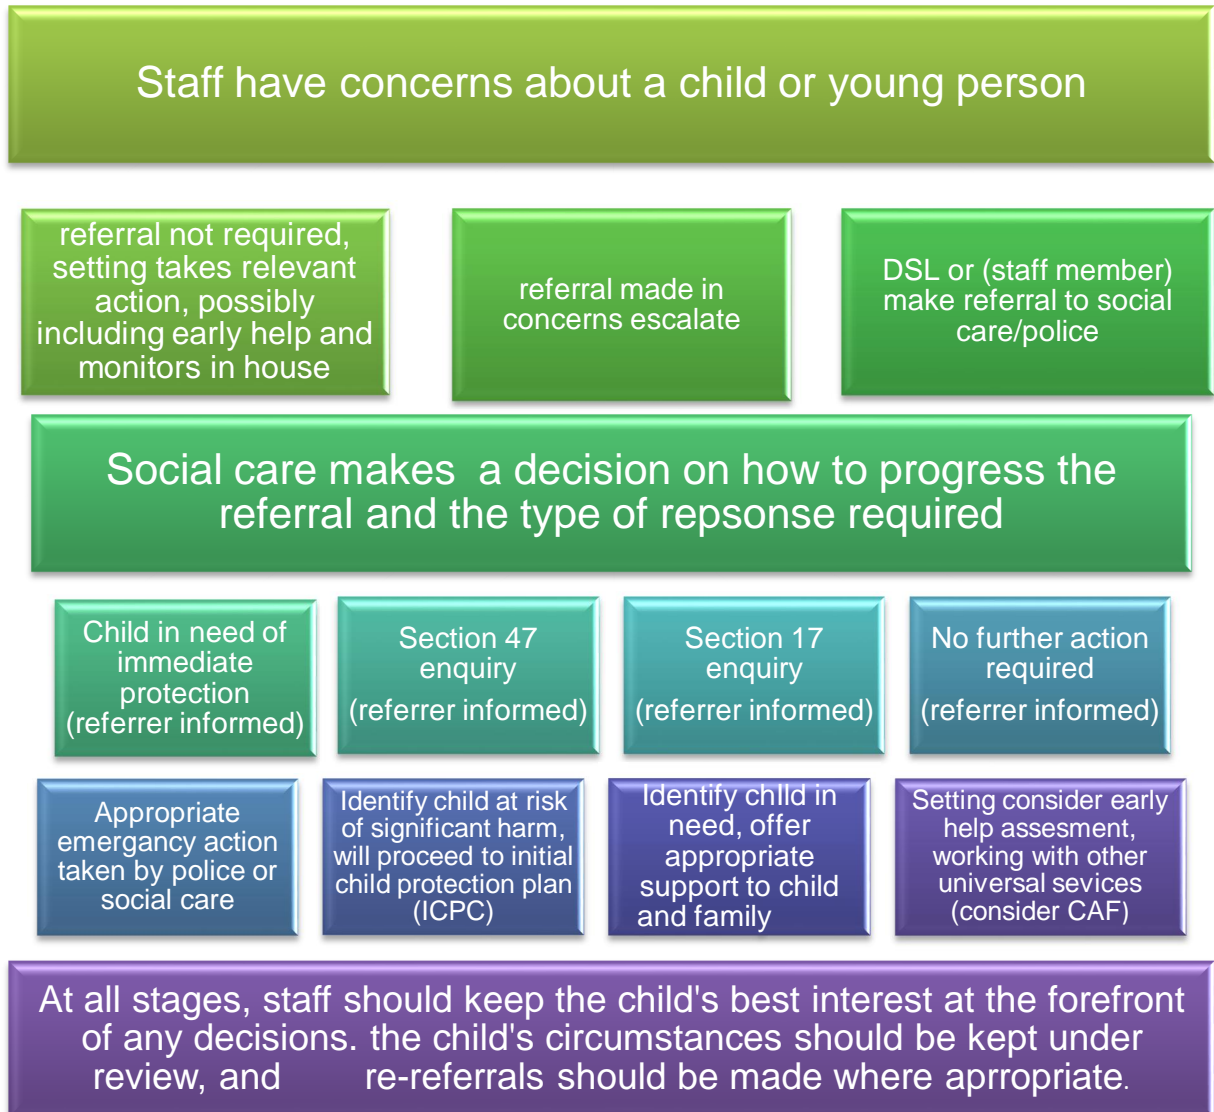 Staff have concerns about a child or young person
referral not required,
setting takes relevant
action, possibly
including early help and
monitors in house
referral made in
concerns escalate
DSL or (staff member)
make referral to social
care/police
Social care makes  a decision on how to progress the
referral and the type of repsonse required
Child in need of
immediate
protection
(referrer informed)
Section 47
enquiry
(referrer informed)
Section 17
enquiry
(referrer informed)
No further action
required
(referrer informed)
Appropriate
emergancy action
taken by police or
social care
Identify child at risk
of significant harm,
will proceed to initial
child protection plan
(ICPC)
Identify chIld in
need, offer
appropriate
support to child
and family
Setting consider early
help assesment,
working with other
universal sevices
(consider CAF)
At all stages, staff should keep the child's best interest at the forefront
of any decisions. the child's circumstances should be kept under
review, and       re-referrals should be made where aprropriate.